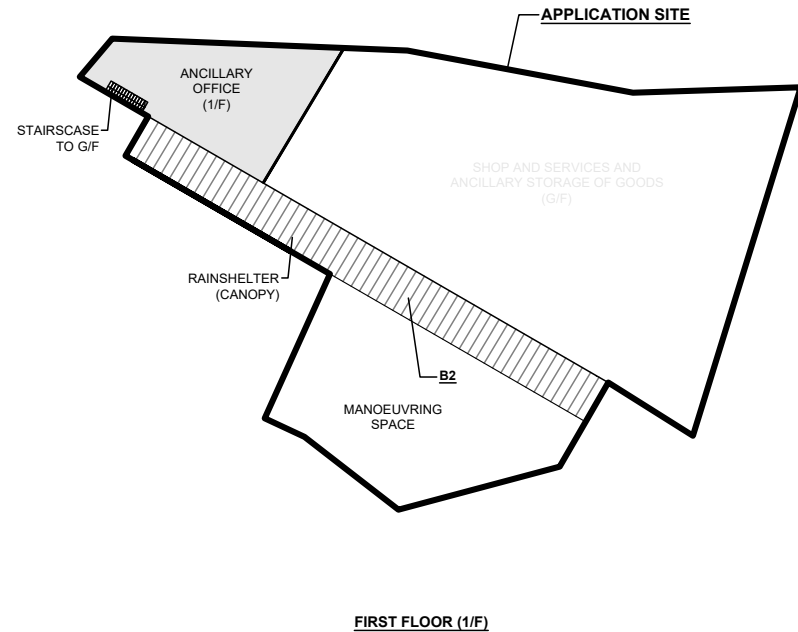 APPLICATION SITE
ANCILLARY
OFFICE
(1/F)
STAIRSCASE
TO G/F
SHOP AND SERVICES AND
ANCILLARY STORAGE OF GOODS
(G/F)
RAINSHELTER
(CANOPY)
B2
MANOEUVRING
SPACE
FIRST FLOOR (1/F)